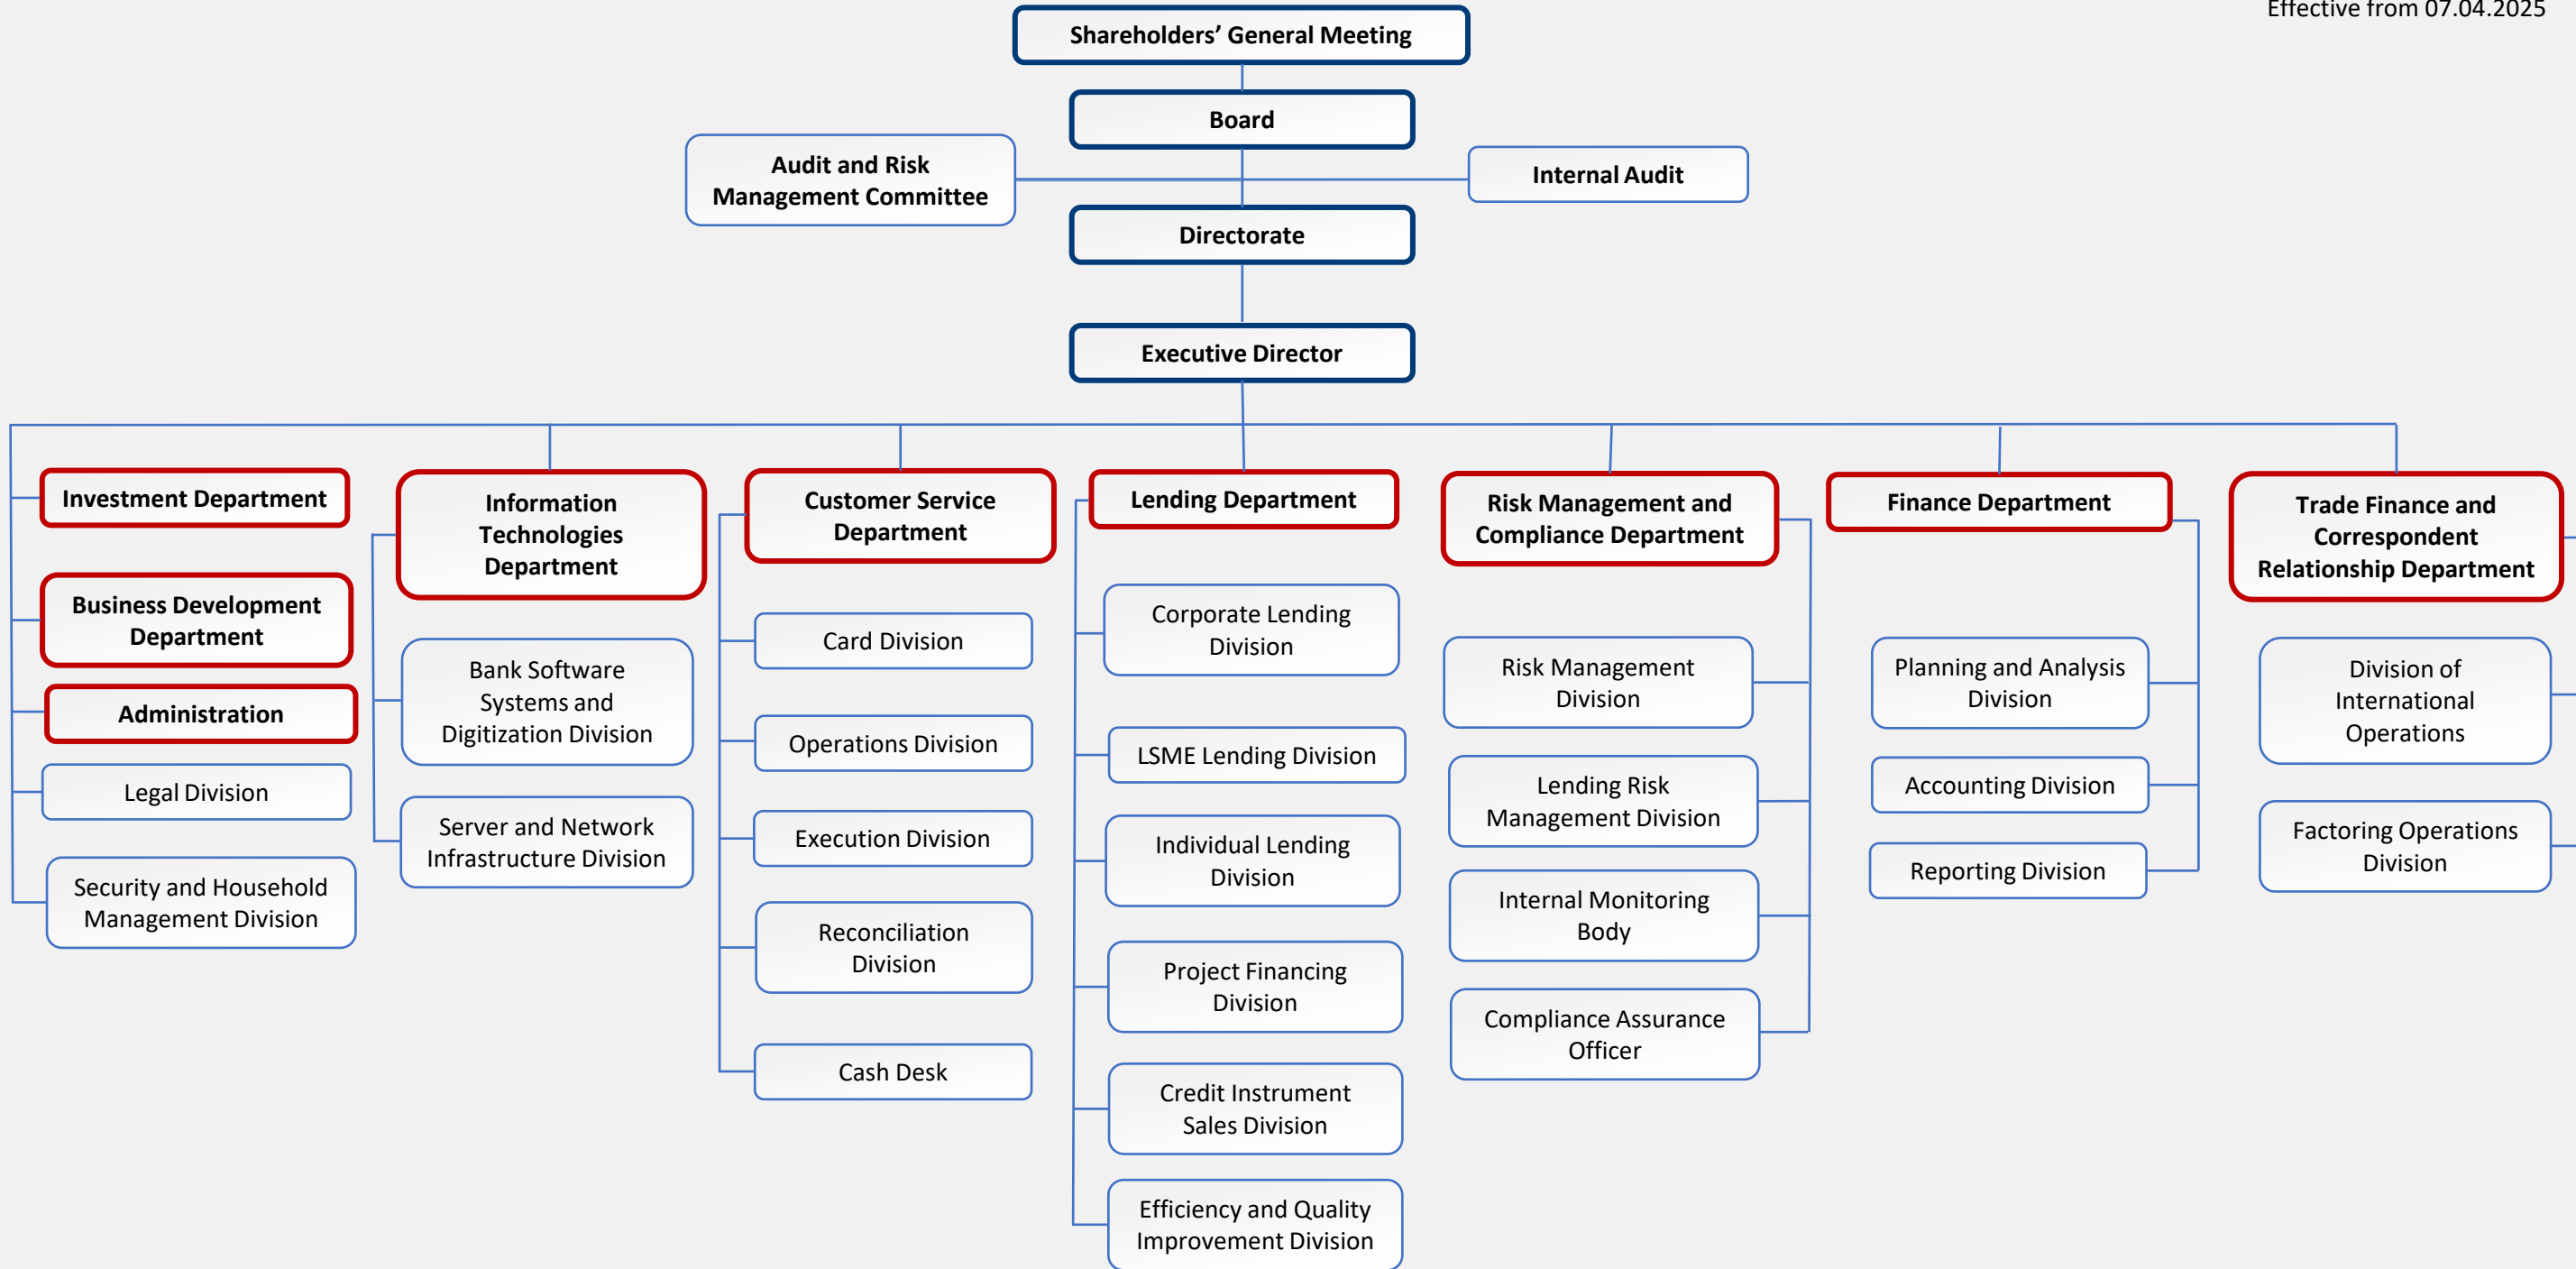 Effective from 07.04.2025
Shareholders’ General Meeting
Board
Audit and Risk
Management Committee
Internal Audit
Directorate
Executive Director
Investment Department
Business Development
Department
Administration
Legal Division
Security and Household
Management Division
Information
Technologies
Department
Bank Software
Systems and
Digitization Division
Server and Network
Infrastructure Division
Customer Service
Department
Card Division
Operations Division
Execution Division
Reconciliation
Division
Cash Desk
Lending Department
Corporate Lending
Division
LSME Lending Division
Individual Lending
Division
Project Financing
Division
Credit Instrument
Sales Division
Efficiency and Quality
Improvement Division
Risk Management and
Compliance Department
Risk Management
Division
Lending Risk
Management Division
Internal Monitoring
Body
Compliance Assurance
Officer
Finance Department
Planning and Analysis
Division
Accounting Division
Reporting Division
Trade Finance and
Correspondent
Relationship Department
Division of
International
Operations
Factoring Operations
Division